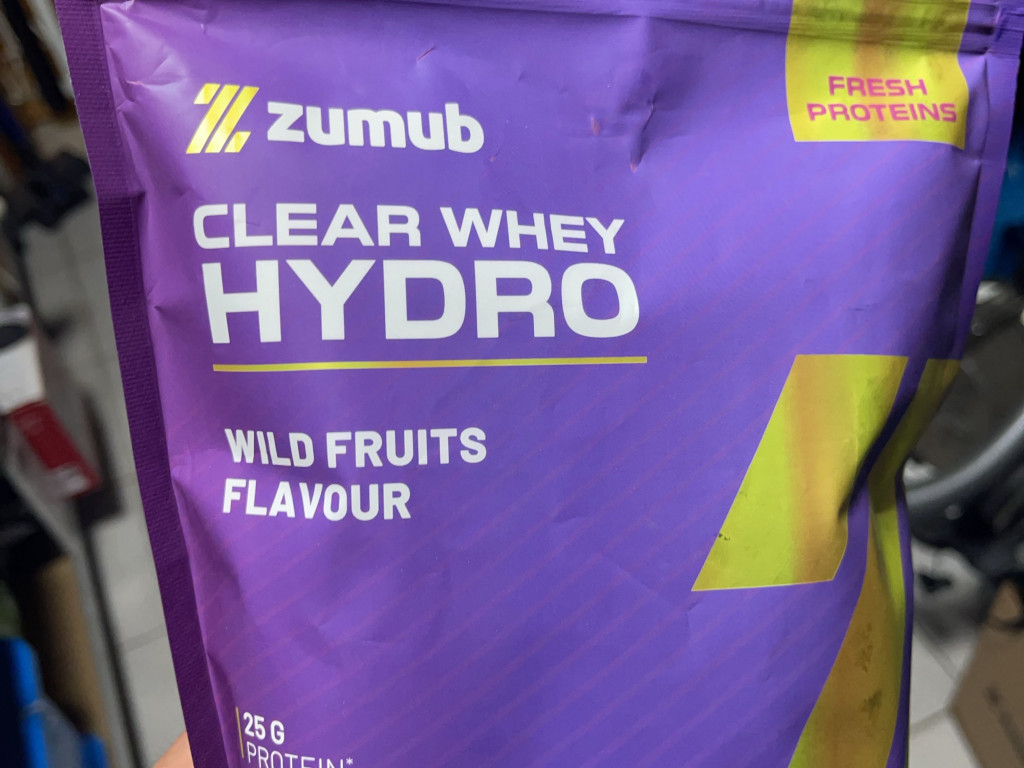 zumub
FRESH
PROTEINS
CLEAR WHEY
HYDRO
WILD FRUITS
FLAVOUR
25 G
PROTEIN*